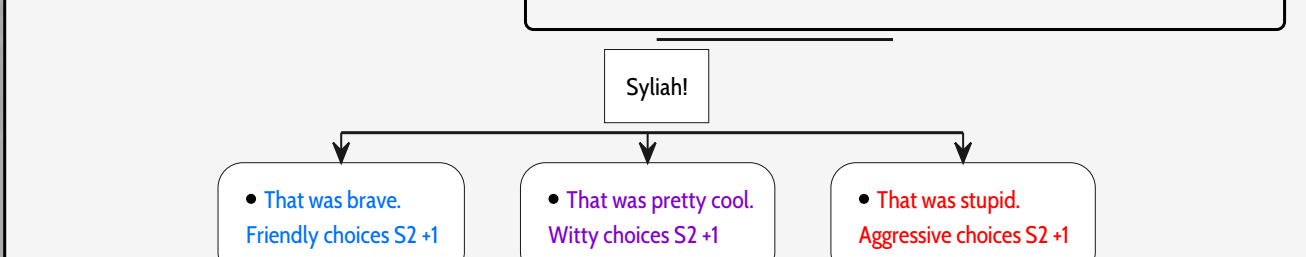 Syliah!
• That was brave.
Friendly choices S2 +1
• That was pretty cool.
Witty choices S2 +1
• That was stupid.
Aggressive choices S2 +1